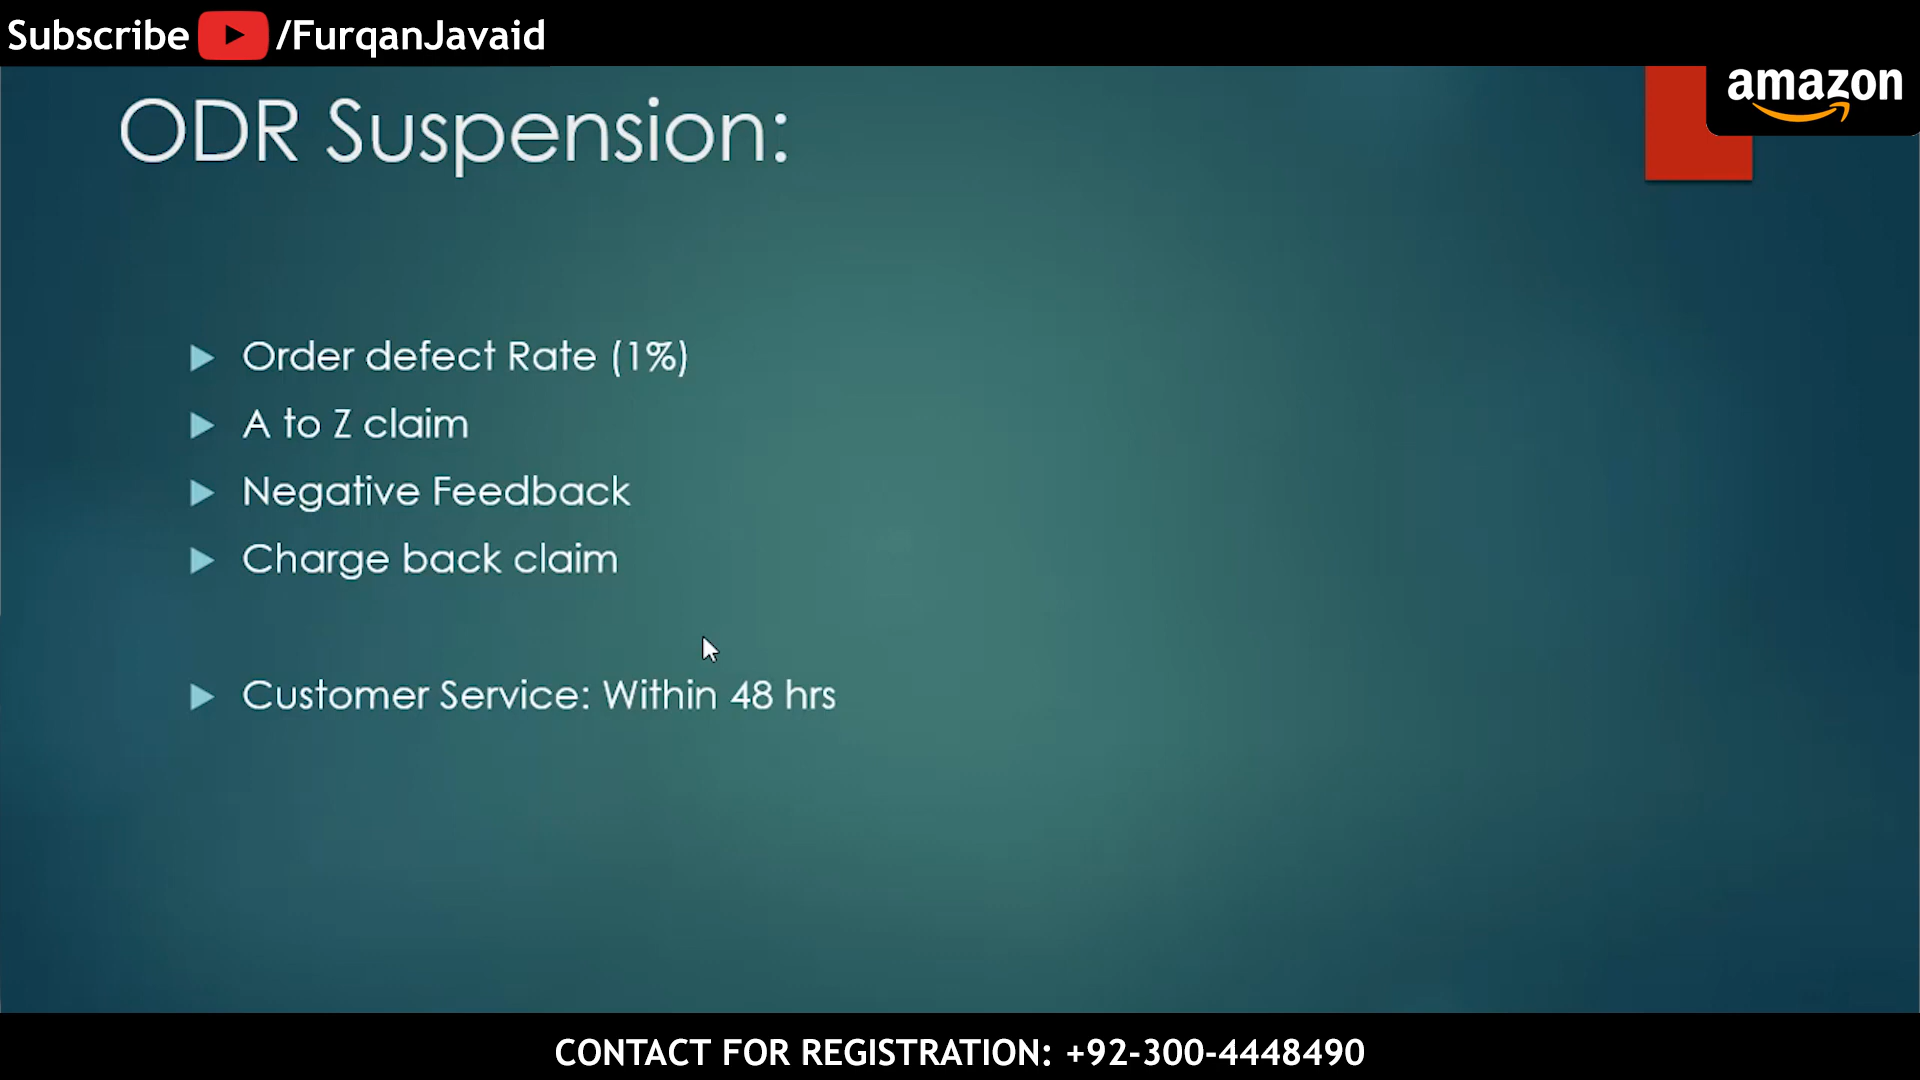 Subscribe /FurqanJavaid
amazon
ODR Suspension:
Order defect Rate (1%)
A to Z claim
Negative Feedback
Charge back claim
Customer Service: Within 48 hrs
CONTACT FOR REGISTRATION: +92-300-4448490